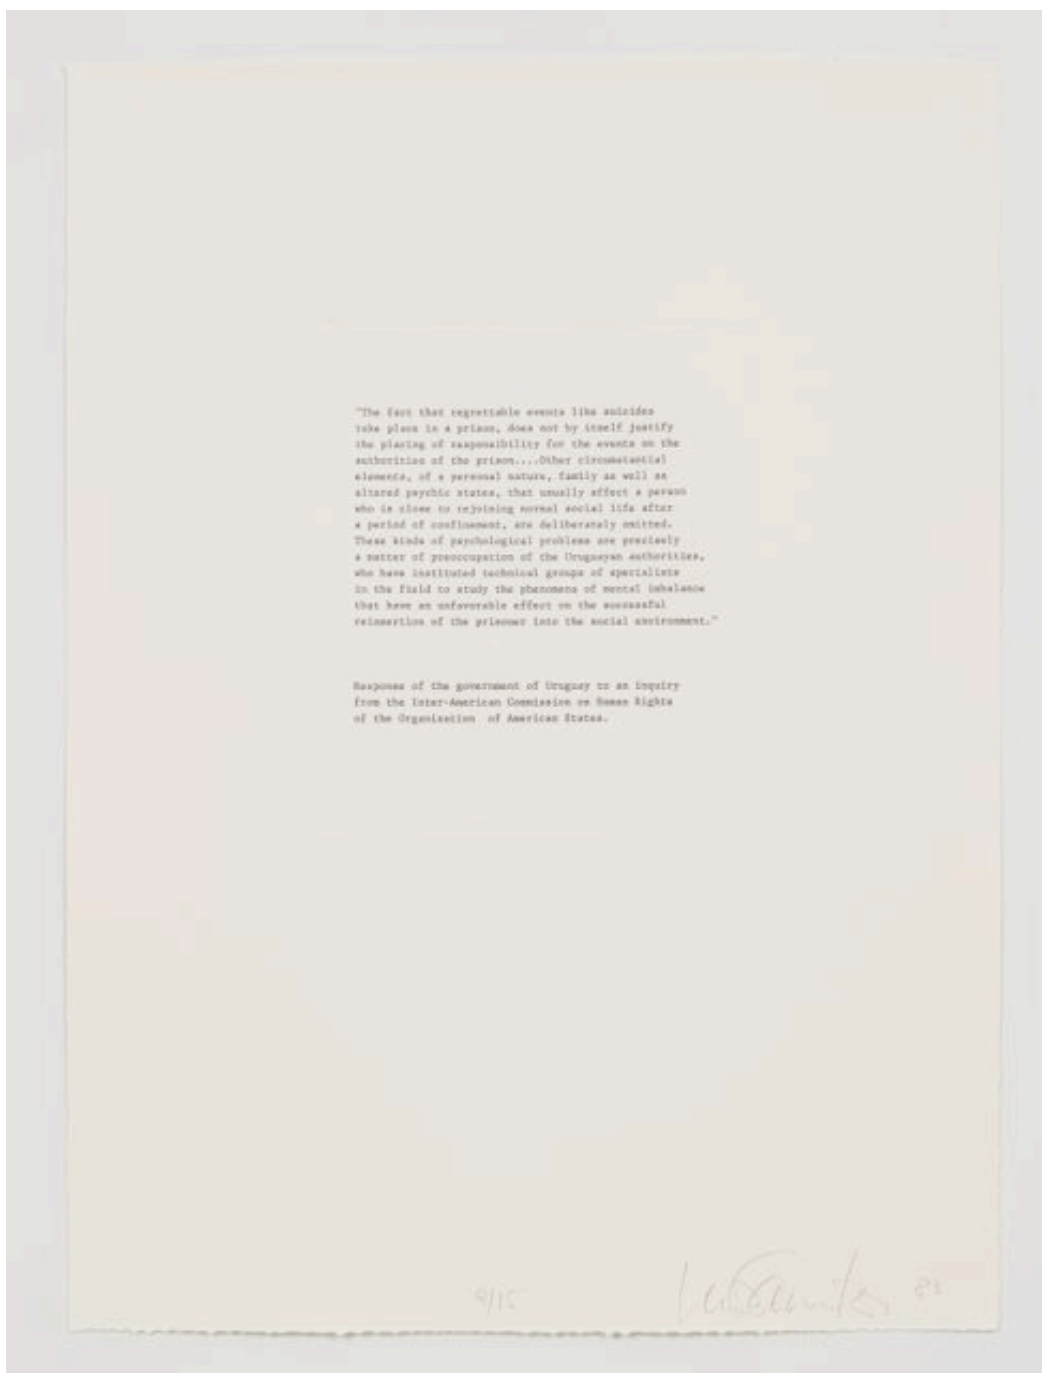 "The fact that regrettable events like suicides
take place in a prison, does not by itself justify
the placing of responsibility for the events on the
authorities of the prison....Other circumstantial
elements, of a personal nature, family as well as
altered psychic states, that usually affect a person
who is close to rejoining normal social life after
a period of confinement, are deliberately omitted.
These kinds of psychological problems are precisely
a matter of preoccupation of the Uruguayan authorities,
who have instituted technical groups of specialists
in the field to study the phenomena of mental imbalance
that have an unfavorable effect on the successful
reinsertion of the prisoner into the social environment."
Response of the government of Uruguay to an inquiry
from the Inter-American Commission on Human Rights
of the Organization of American States.
/15